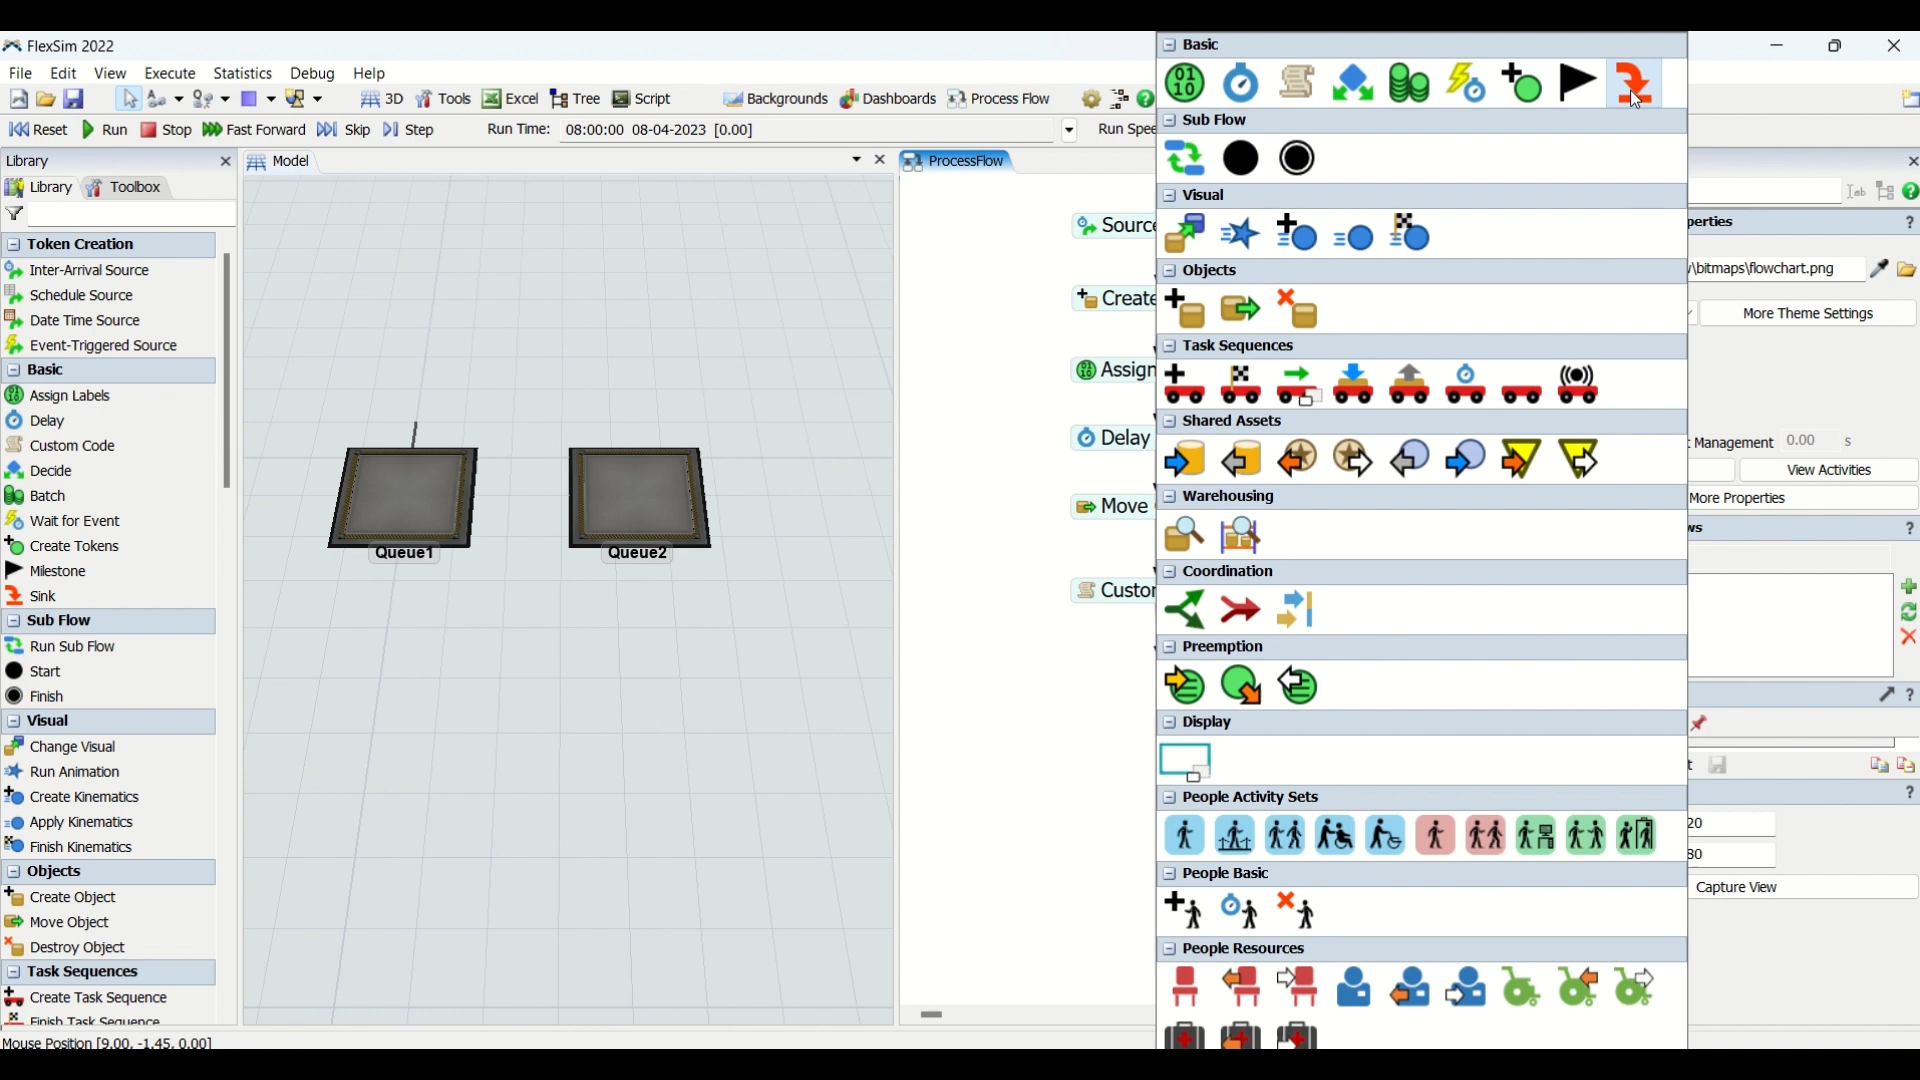 FlexSim 2022
File Edit View Execute Statistics Debug Help
3D Tools Excel Tree Script Backgrounds Dashboards Process Flow
Reset Run Stop Fast Forward Skip Step Run Time: 08:00:00 08-04-2023 [0.00] Run Spee
Library
Library Toolbox
Token Creation
Inter-Arrival Source
Schedule Source
Date Time Source
Event-Triggered Source
Basic
Assign Labels
Delay
Custom Code
Decide
Batch
Wait for Event
Create Tokens
Milestone
Sink
Sub Flow
Run Sub Flow
Start
Finish
Visual
Change Visual
Run Animation
Create Kinematics
Apply Kinematics
Finish Kinematics
Objects
Create Object
Move Object
Destroy Object
Task Sequences
Create Task Sequence
Finish Task Sequence
Mouse Position [9.00, -1.45, 0.00]
Model
Queue1
Queue2
ProcessFlow
Source
Create
Assign
Delay
Move
Custor
Basic
01
10
Sub Flow
Visual
Objects
Task Sequences
Shared Assets
Warehousing
Coordination
Preemption
Display
People Activity Sets
People Basic
People Resources
perties
\bitmaps\flowchart.png
More Theme Settings
Management 0.00 s
View Activities
More Properties
ws
t
20
80
Capture View